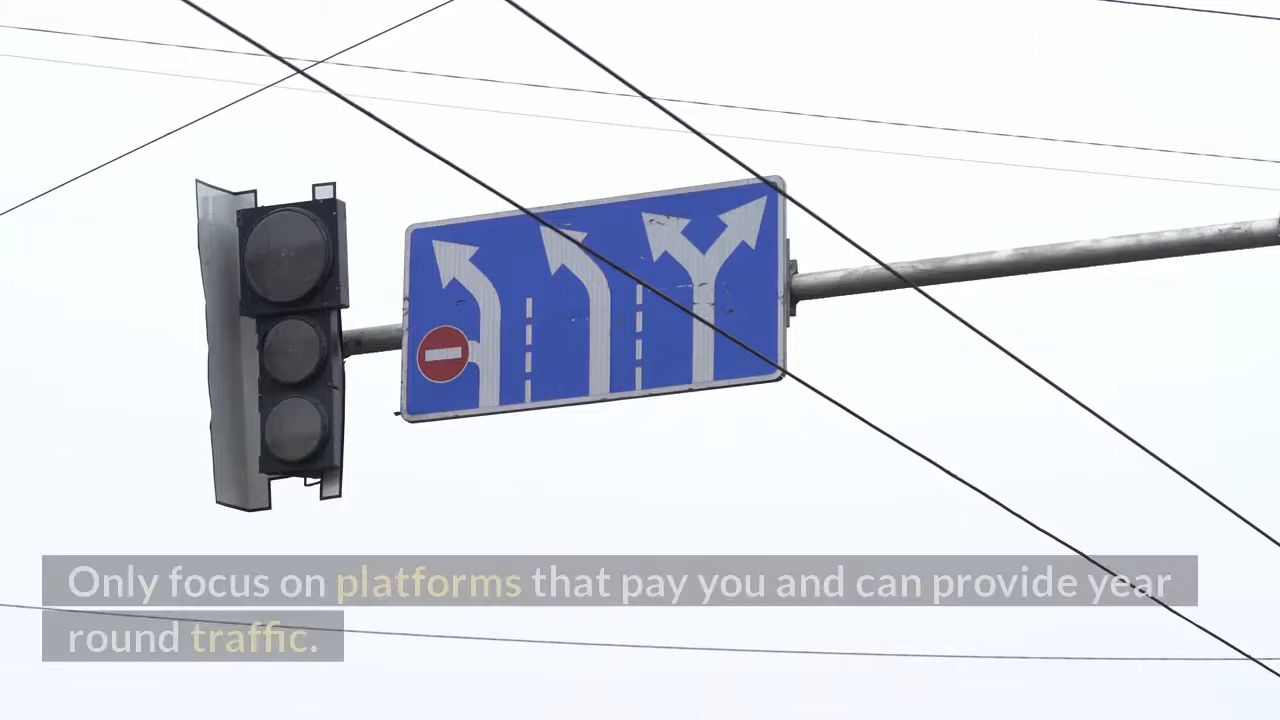 Only focus on platforms that pay you and can provide year
round traffic.